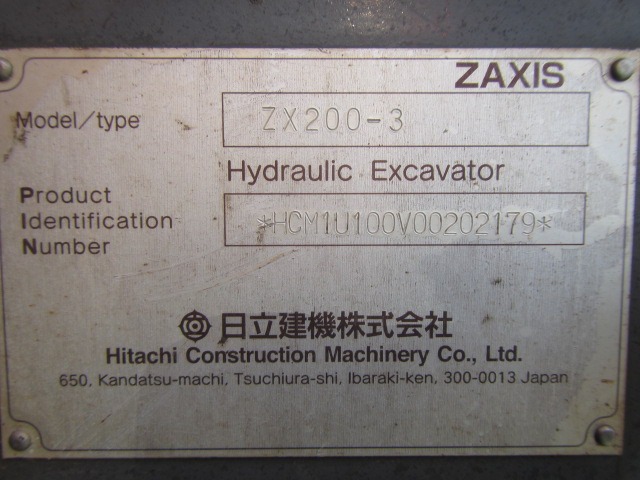 ZAXIS
Model/type ZX200-3
Hydraulic Excavator
Product
Identification *HCM1U100V00202179*
Number
日立建機株式会社
Hitachi Construction Machinery Co., Ltd.
650, Kandatsu-machi, Tsuchiura-shi, Ibaraki-ken, 300-0013 Japan